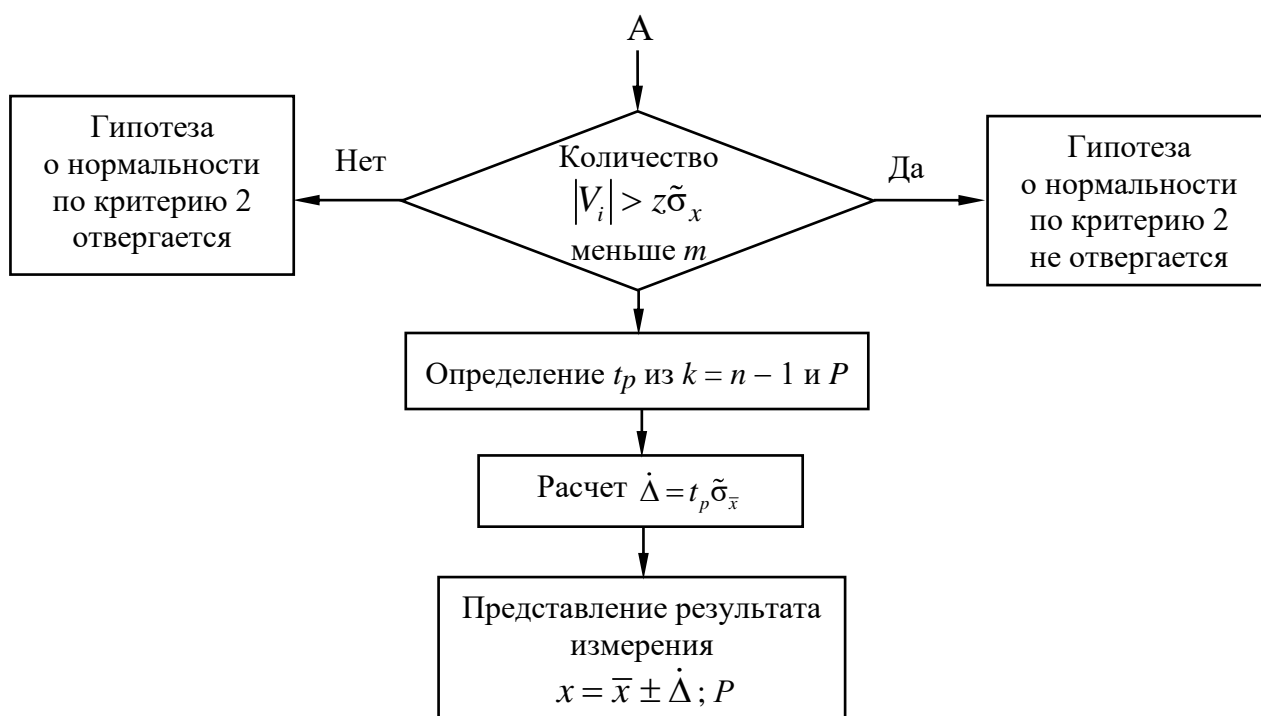 А
Гипотеза
о нормальности
по критерию 2
отвергается
Нет
Количество
|V_i| > zσ̃_x
меньше m
Да
Гипотеза
о нормальности
по критерию 2
не отвергается
Определение t_p из k = n – 1 и P
Расчет Δ̇ = t_p σ̃_x̄
Представление результата
измерения
x = x̄ ± Δ̇ ; P